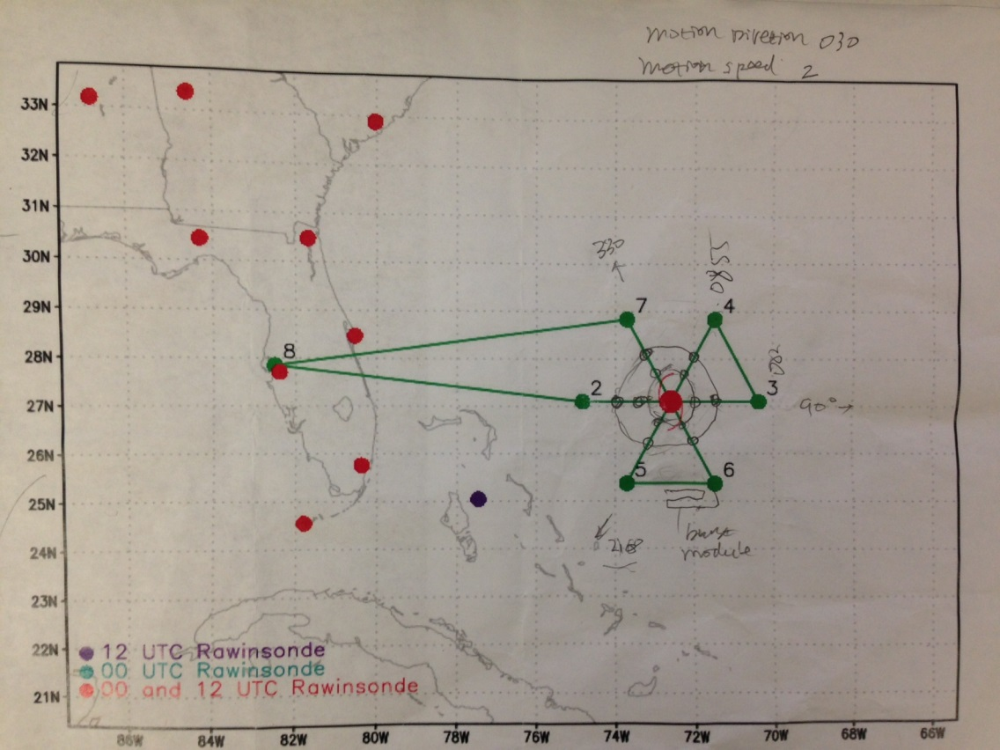 motion Direction 030
motion speed 2
33N
32N
31N
30N
29N
28N
27N
26N
25N
24N
23N
22N
21N
330
7
4
8
2
3
90°
5
6
burst
module
12 UTC Rawinsonde
00 UTC Rawinsonde
00 and 12 UTC Rawinsonde
86W 84W 82W 80W 78W 76W 74W 72W 70W 68W 66W